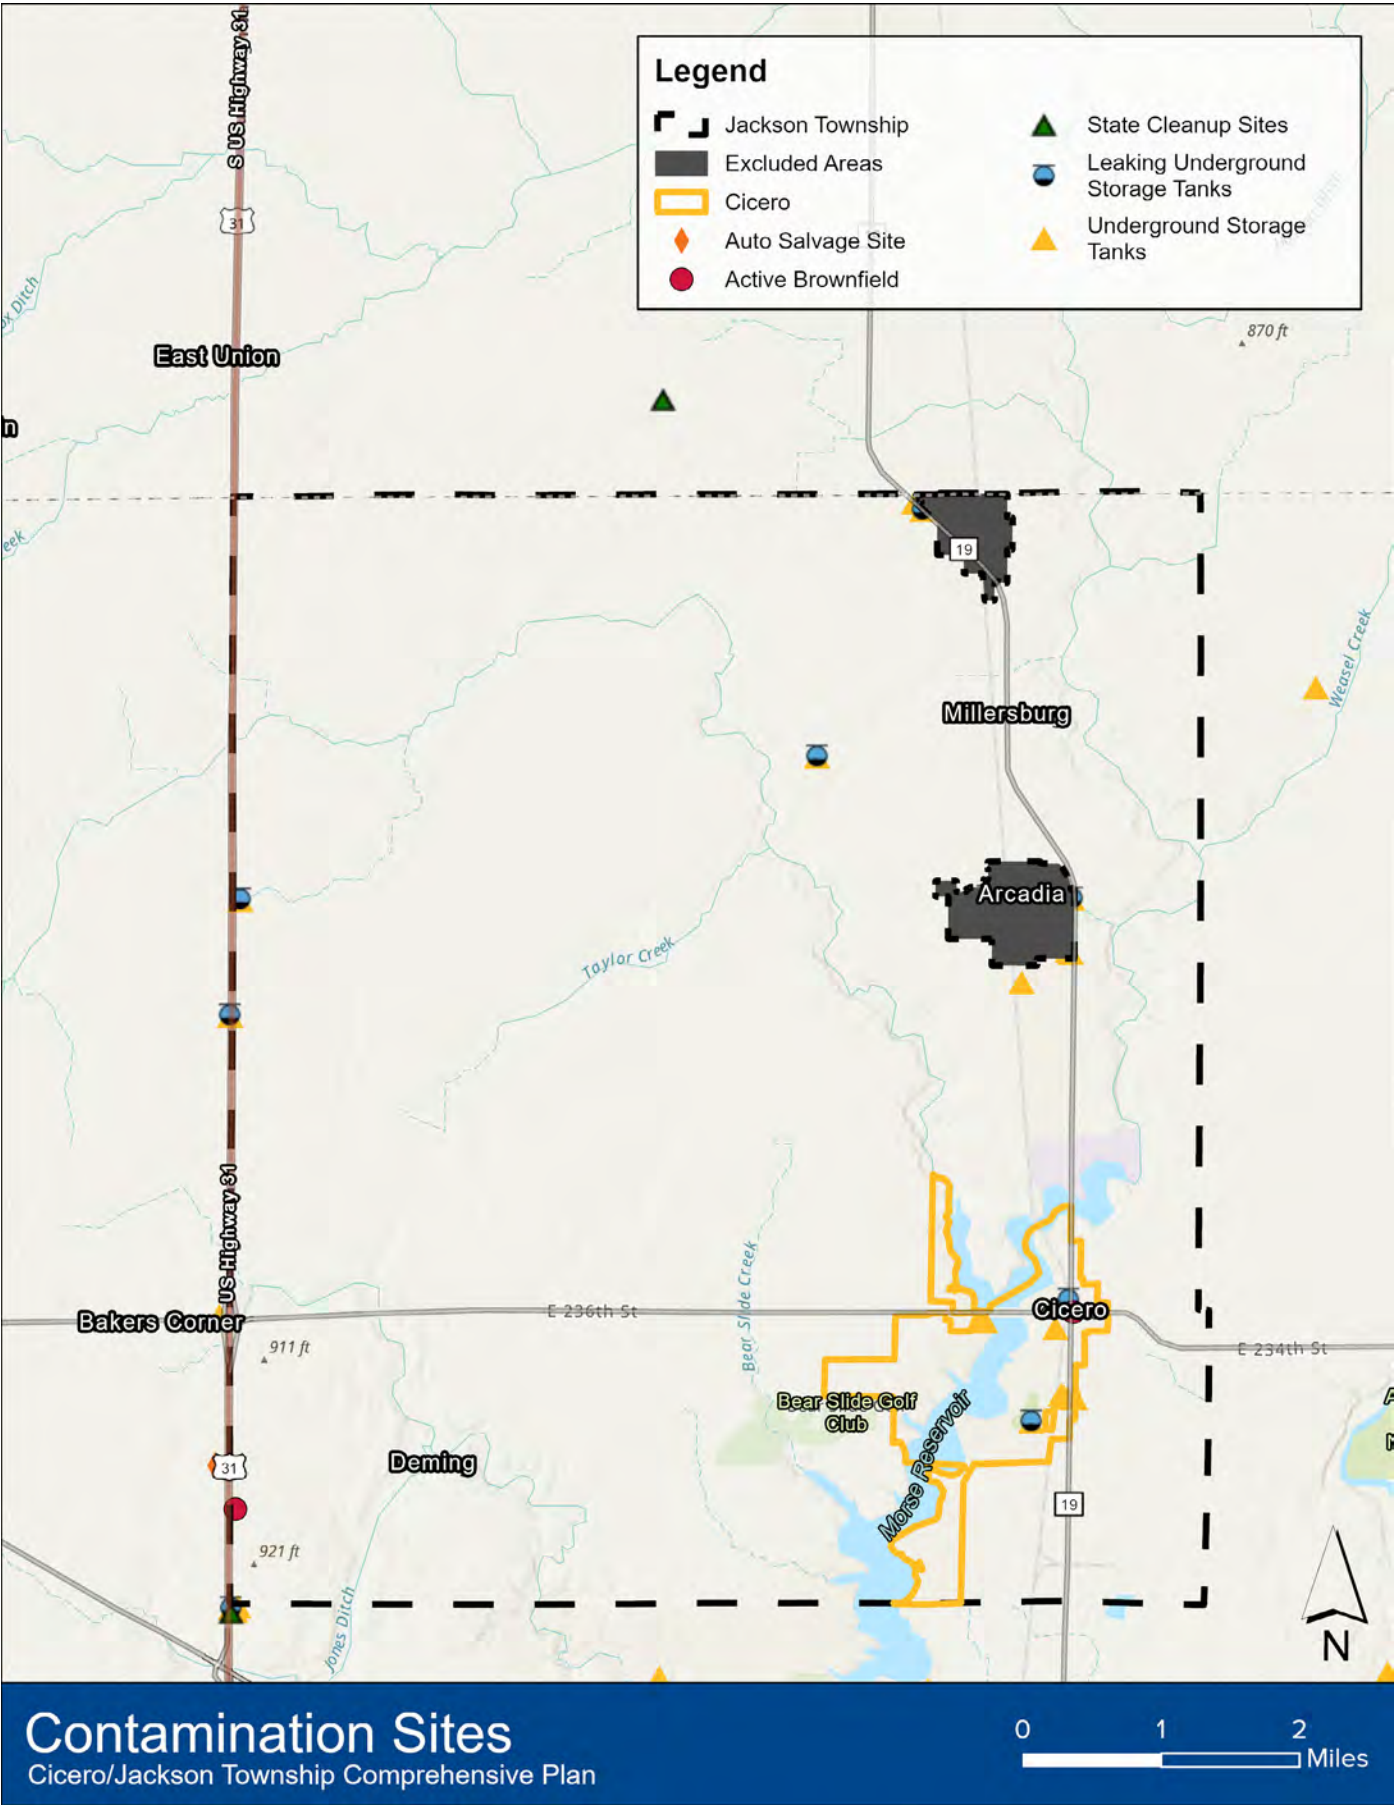 S US Highway 31
Legend
Jackson Township
Excluded Areas
Cicero
Auto Salvage Site
Active Brownfield
State Cleanup Sites
Leaking Underground
Storage Tanks
Underground Storage
Tanks
31
ox Ditch
870 ft
East Union
n
eek
19
Weasel Creek
Millersburg
Arcadia
Taylor Creek
US Highway 31
Bear Slide Creek
E 236th St
Cicero
Bakers Corner
911 ft
E 234th St
Bear Slide Golf
Club
Morse Reservoir
Deming
31
19
921 ft
Jones Ditch
N
Contamination Sites
Cicero/Jackson Township Comprehensive Plan
0 1 2
Miles